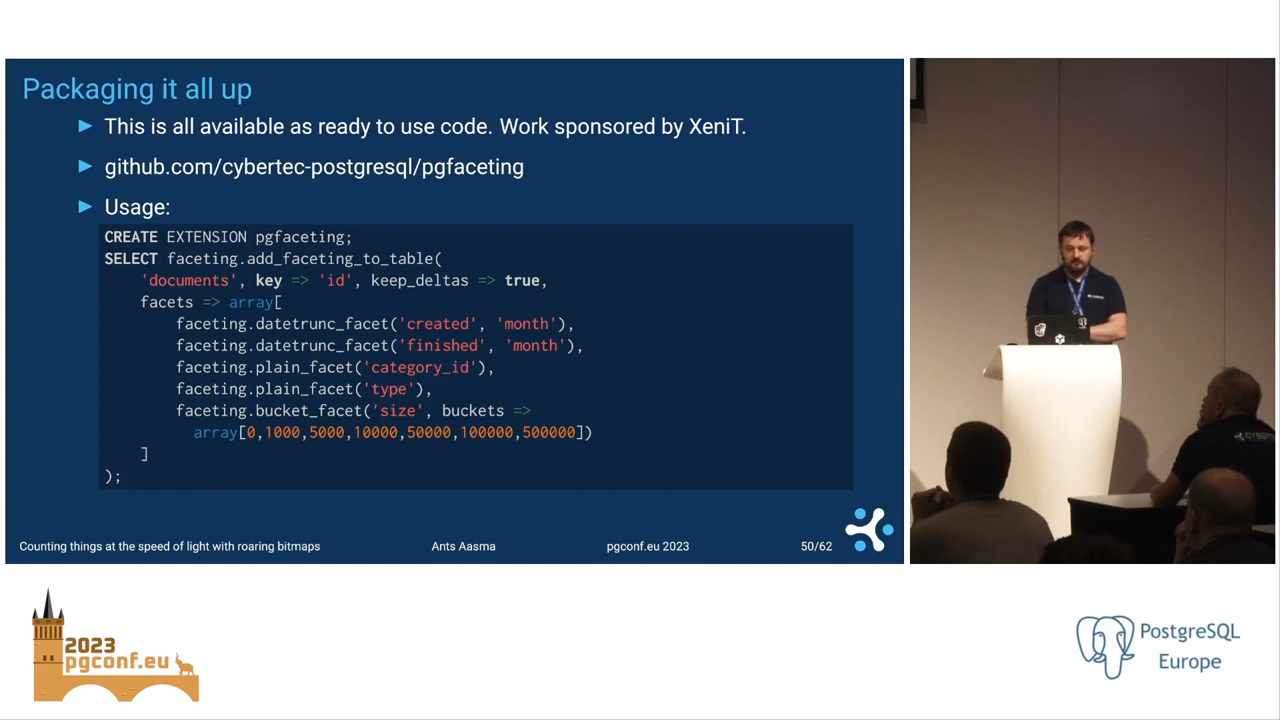 Packaging it all up
This is all available as ready to use code. Work sponsored by XeniT.
github.com/cybertec-postgresql/pgfaceting
Usage:
CREATE EXTENSION pgfaceting;
SELECT faceting.add_faceting_to_table(
'documents', key => 'id', keep_deltas => true,
facets => array[
faceting.datetrunc_facet('created', 'month'),
faceting.datetrunc_facet('finished', 'month'),
faceting.plain_facet('category_id'),
faceting.plain_facet('type'),
faceting.bucket_facet('size', buckets =>
array[0,1000,5000,10000,50000,100000,500000])
]
);
Counting things at the speed of light with roaring bitmaps
Ants Aasma
pgconf.eu 2023
50/62
2023
pgconf.eu
PostgreSQL
Europe